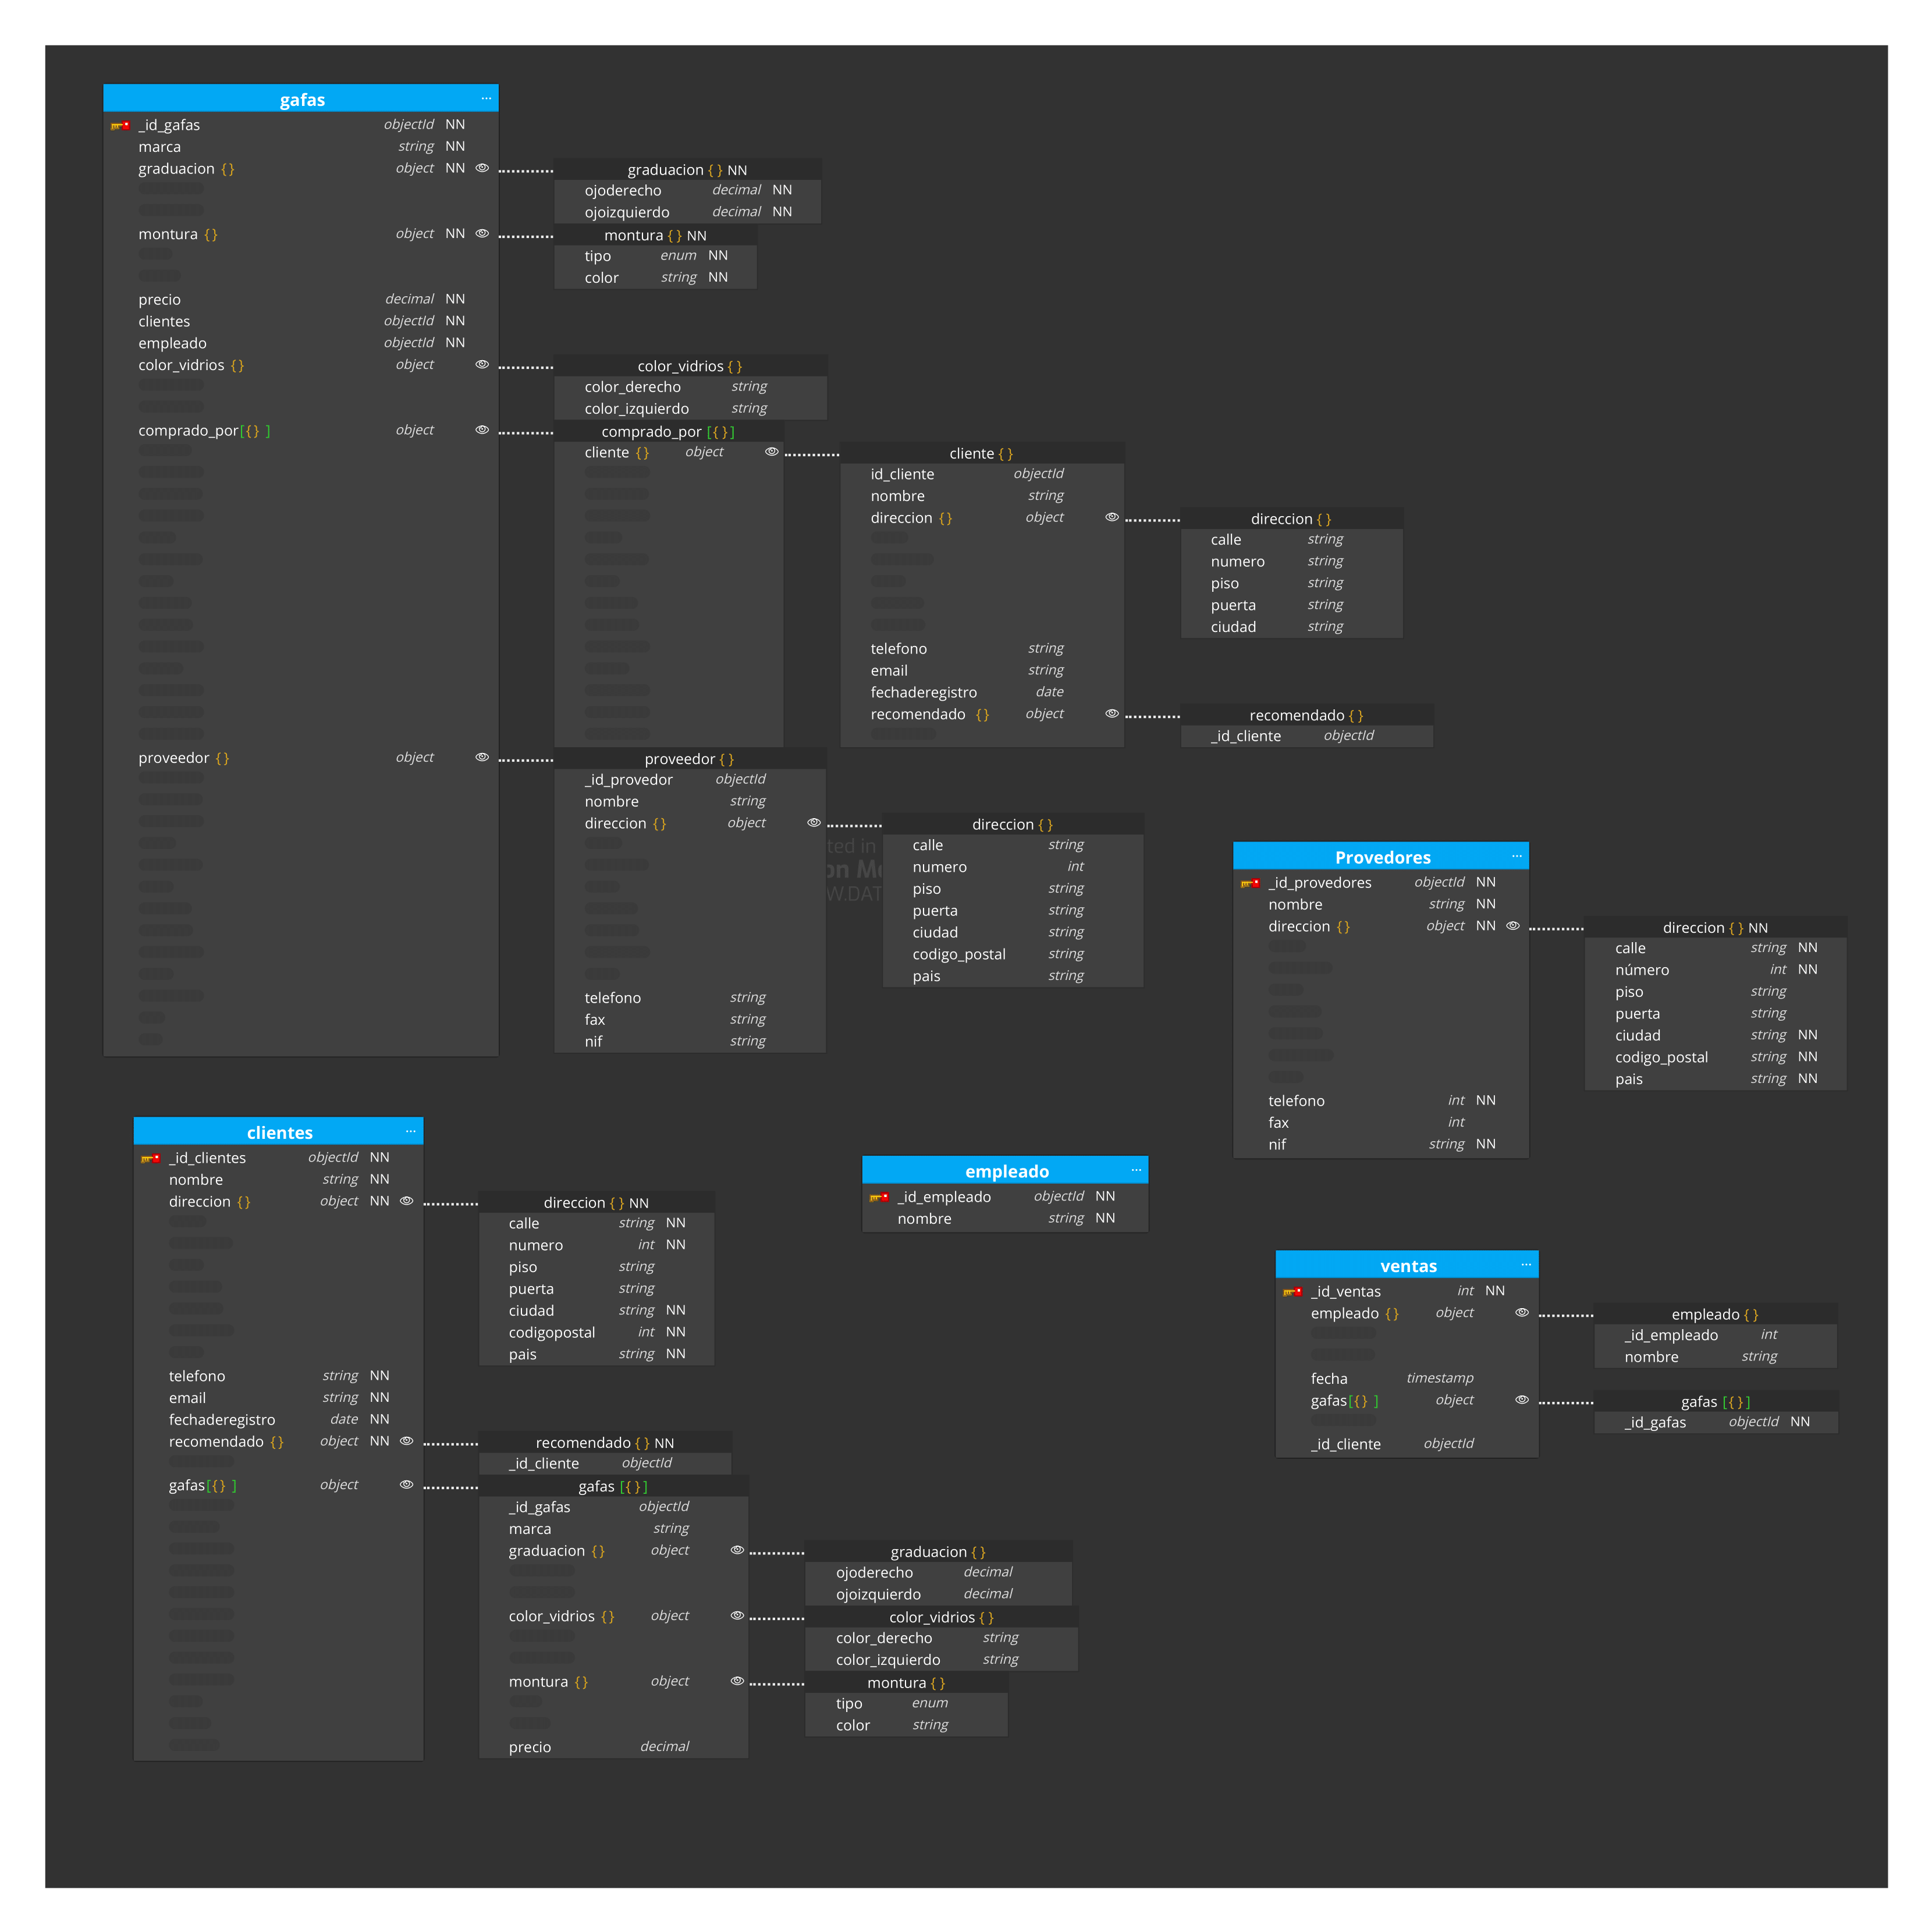 gafas ...
_id_gafas objectId NN
marca string NN
graduacion {} object NN
montura {} object NN
precio decimal NN
clientes objectId NN
empleado objectId NN
color_vidrios {} object
comprado_por[{} ] object
proveedor {} object
graduacion { } NN
ojoderecho decimal NN
ojoizquierdo decimal NN
montura { } NN
tipo enum NN
color string NN
color_vidrios { }
color_derecho string
color_izquierdo string
comprado_por [{ }]
cliente {} object
cliente { }
id_cliente objectId
nombre string
direccion {} object
telefono string
email string
fechaderegistro date
recomendado {} object
direccion { }
calle string
numero string
piso string
puerta string
ciudad string
recomendado { }
_id_cliente objectId
proveedor { }
_id_provedor objectId
nombre string
direccion {} object
telefono string
fax string
nif string
direccion { }
calle string
numero int
piso string
puerta string
ciudad string
codigo_postal string
pais string
ted in
on Mo
W.DAT
Provedores ...
_id_provedores objectId NN
nombre string NN
direccion {} object NN
telefono int NN
fax int
nif string NN
direccion { } NN
calle string NN
número int NN
piso string
puerta string
ciudad string NN
codigo_postal string NN
pais string NN
clientes ...
_id_clientes objectId NN
nombre string NN
direccion {} object NN
telefono string NN
email string NN
fechaderegistro date NN
recomendado {} object NN
gafas[{} ] object
direccion { } NN
calle string NN
numero int NN
piso string
puerta string
ciudad string NN
codigopostal int NN
pais string NN
recomendado { } NN
_id_cliente objectId
gafas [{ }]
_id_gafas objectId
marca string
graduacion {} object
color_vidrios {} object
montura {} object
precio decimal
graduacion { }
ojoderecho decimal
ojoizquierdo decimal
color_vidrios { }
color_derecho string
color_izquierdo string
montura { }
tipo enum
color string
empleado ...
_id_empleado objectId NN
nombre string NN
ventas ...
_id_ventas int NN
empleado {} object
fecha timestamp
gafas[{} ] object
_id_cliente objectId
empleado { }
_id_empleado int
nombre string
gafas [{ }]
_id_gafas objectId NN